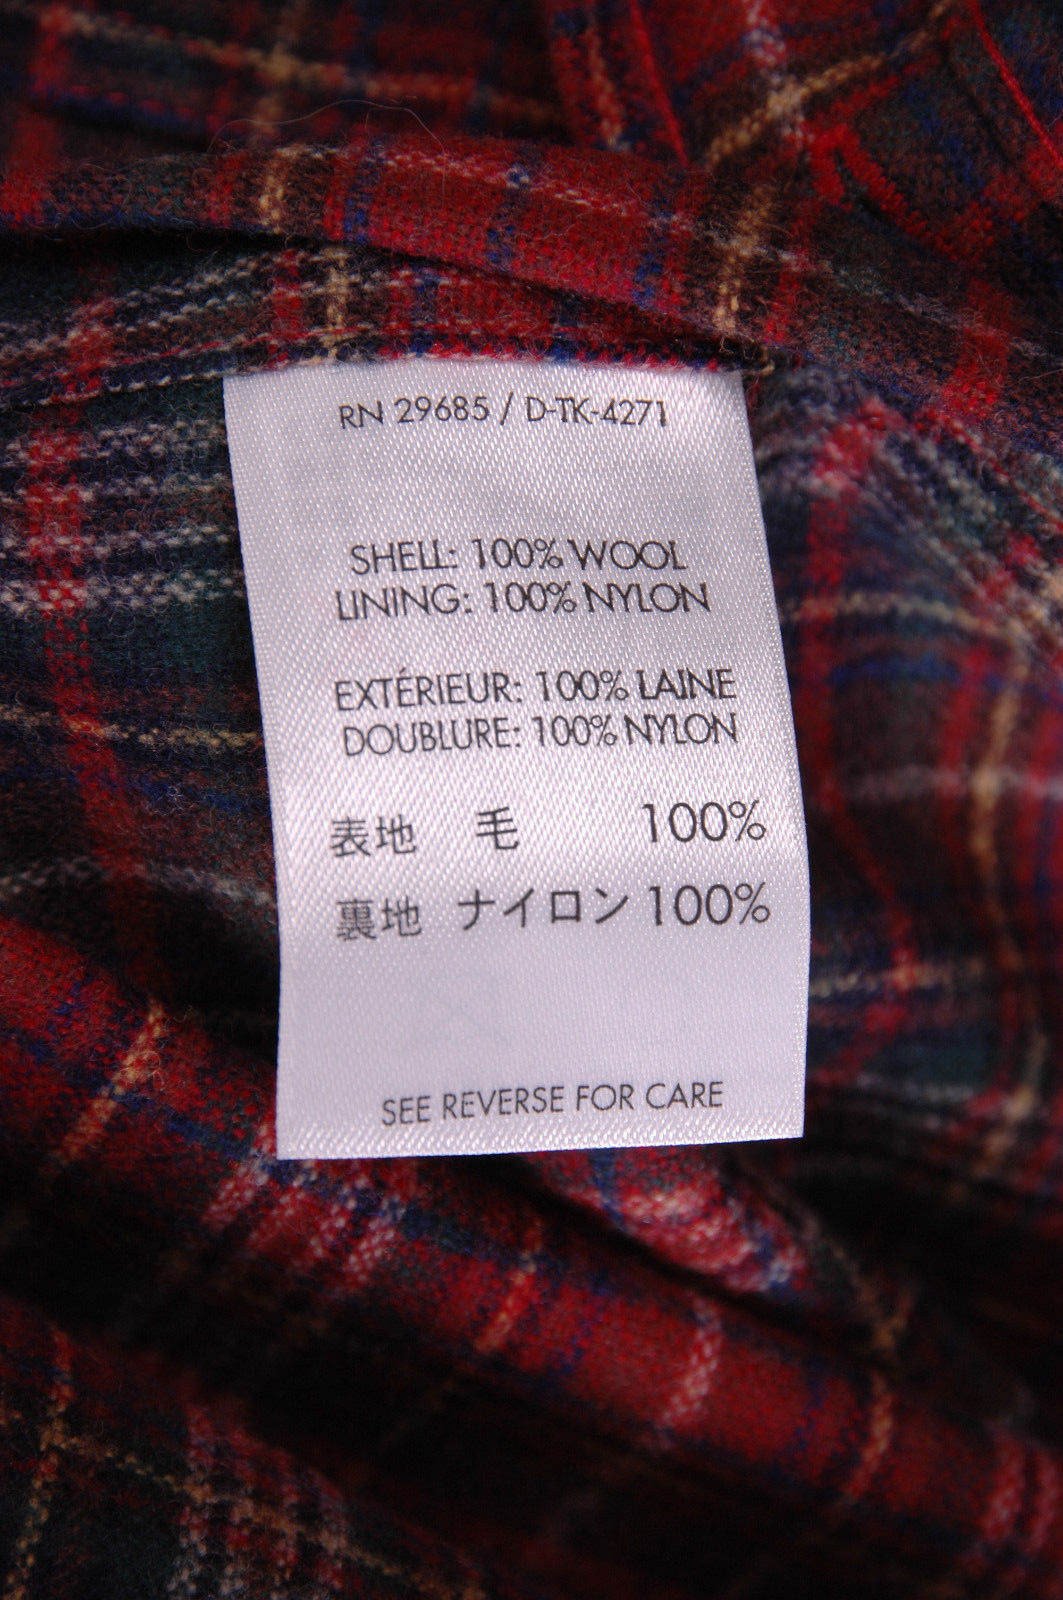 RN 29685 / D-TK-4271
SHELL: 100% WOOL
LINING: 100% NYLON
EXTÉRIEUR: 100% LAINE
DOUBLURE: 100% NYLON
表地 毛 100%
裏地 ナイロン 100%
SEE REVERSE FOR CARE